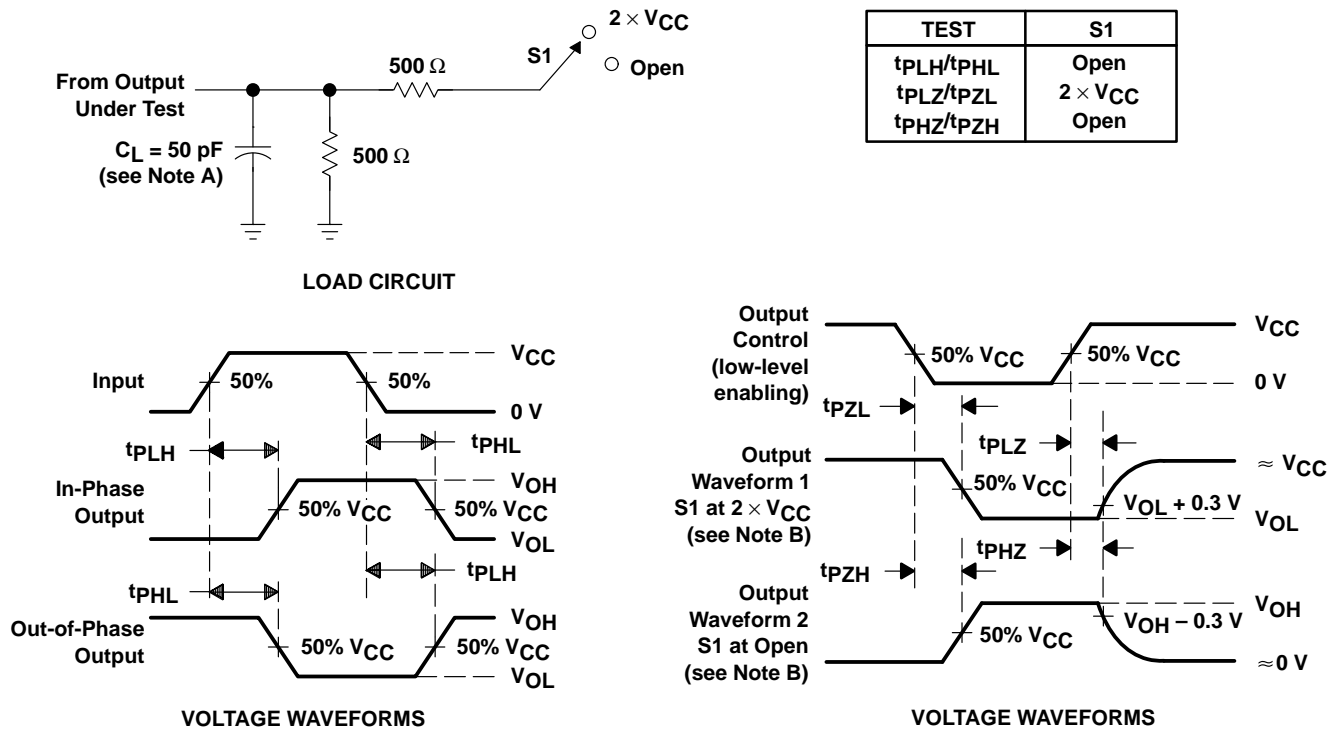 2 × VCC
S1
Open
500 Ω
From Output
Under Test
CL = 50 pF
(see Note A)
500 Ω
LOAD CIRCUIT
TEST S1
tPLH/tPHL Open
tPLZ/tPZL 2 × VCC
tPHZ/tPZH Open
Input
50%
50%
VCC
0 V
tPLH
tPHL
In-Phase
Output
50% VCC
VOH
50% VCC
VOL
tPHL
tPLH
Out-of-Phase
Output
50% VCC
VOH
50% VCC
VOL
VOLTAGE WAVEFORMS
Output
Control
(low-level
enabling)
50% VCC
50% VCC
VCC
0 V
tPZL
tPLZ
Output
Waveform 1
S1 at 2 × VCC
(see Note B)
50% VCC
VOL + 0.3 V
≈ VCC
VOL
tPZH
tPHZ
Output
Waveform 2
S1 at Open
(see Note B)
50% VCC
VOH – 0.3 V
VOH
≈0 V
VOLTAGE WAVEFORMS